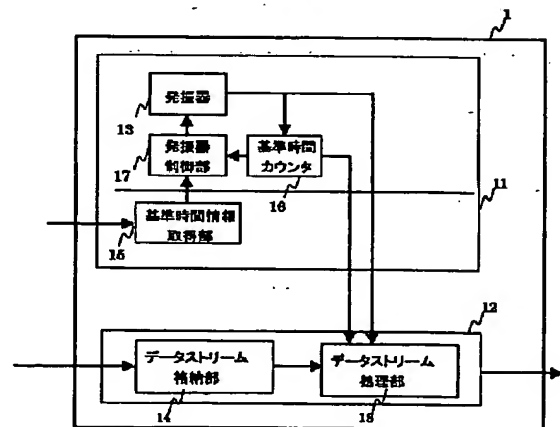 1
発振器
13
発振器
制御部
17
基準時間
カウンタ
16
11
基準時間情報
取得部
15
12
データストリーム
格納部
14
データストリーム
処理部
18